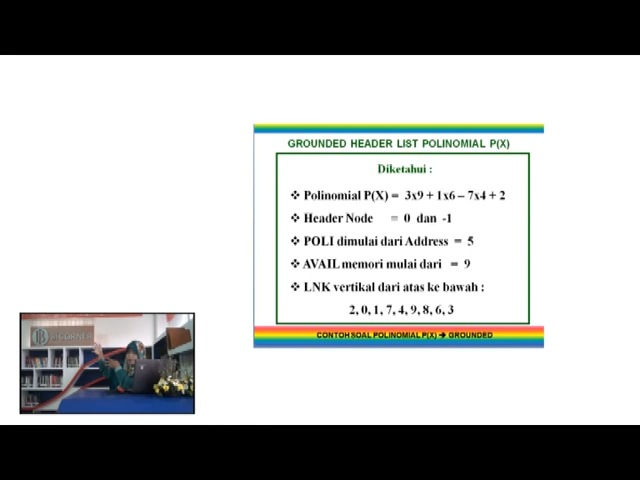 GROUNDED HEADER LIST POLINOMIAL P(X)
Diketahui :
❖ Polinomial P(X) = 3x9 + 1x6 – 7x4 + 2
❖ Header Node = 0 dan -1
❖ POLI dimulai dari Address = 5
❖ AVAIL memori mulai dari = 9
❖ LNK vertikal dari atas ke bawah :
2, 0, 1, 7, 4, 9, 8, 6, 3
CONTOH SOAL POLINOMIAL P(X) ➔ GROUNDED
CORNER